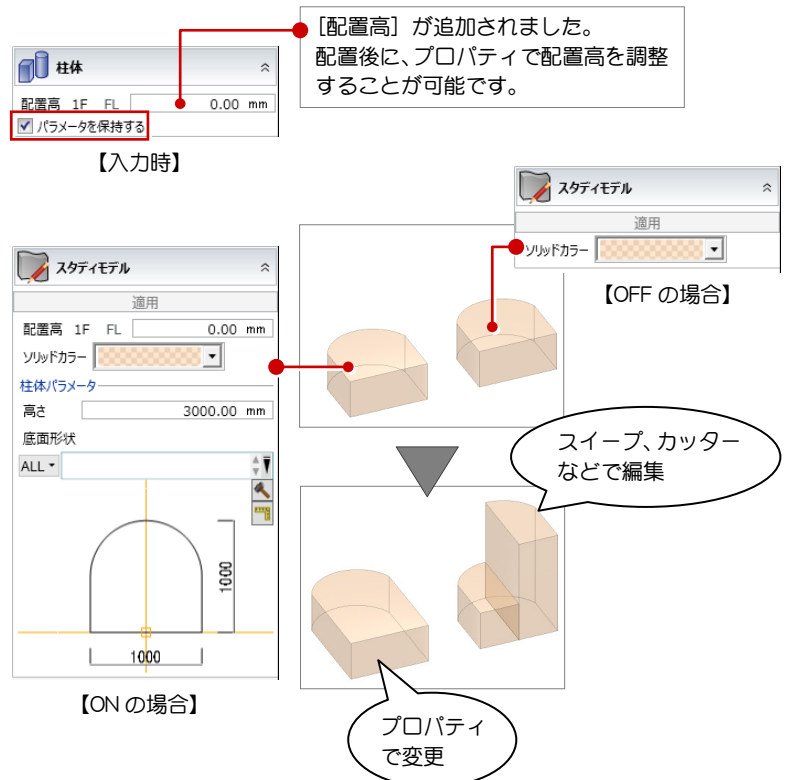 ［配置高］が追加されました。
配置後に、プロパティで配置高を調整
することが可能です。
柱体
配置高 1F FL 0.00 mm
パラメータを保持する
【入力時】
スタディモデル
適用
ソリッドカラー
【OFF の場合】
スタディモデル
適用
配置高 1F FL 0.00 mm
ソリッドカラー
柱体パラメータ
高さ 3000.00 mm
底面形状
ALL
1000
1000
【ON の場合】
スイープ、カッター
などで編集
プロパティ
で変更